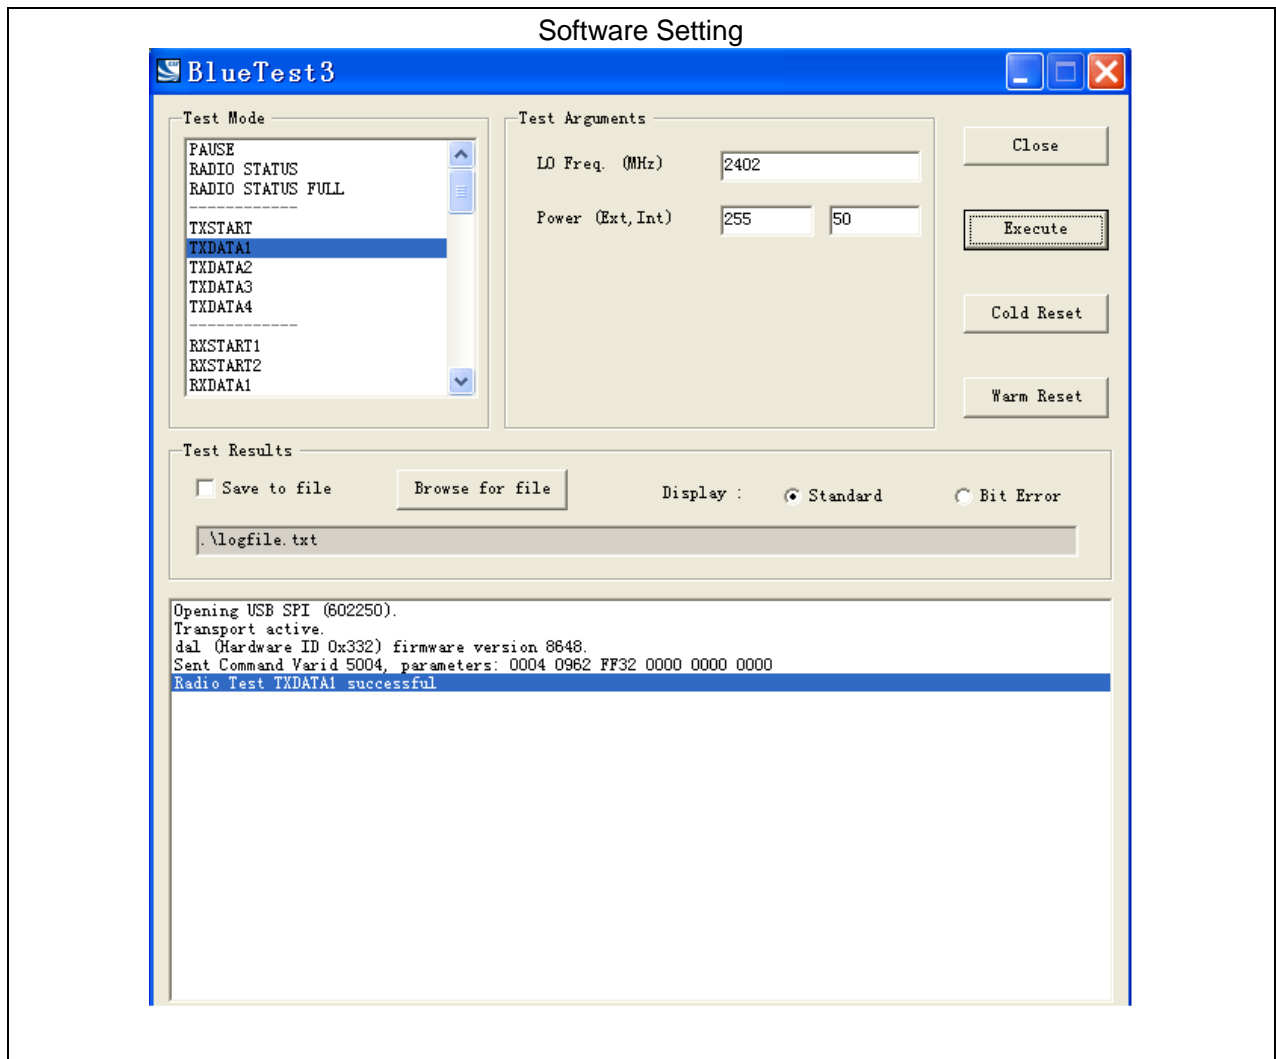 Software Setting
BlueTest3
Test Mode
PAUSE
RADIO STATUS
RADIO STATUS FULL
------------
TXSTART
TXDATA1
TXDATA2
TXDATA3
TXDATA4
------------
RXSTART1
RXSTART2
RXDATA1
Test Arguments
LO Freq. (MHz) 2402
Power (Ext,Int) 255 50
Close
Execute
Cold Reset
Warm Reset
Test Results
Save to file Browse for file Display : Standard Bit Error
.\logfile.txt
Opening USB SPI (602250).
Transport active.
dal (Hardware ID 0x332) firmware version 8648.
Sent Command Varid 5004, parameters: 0004 0962 FF32 0000 0000 0000
Radio Test TXDATA1 successful